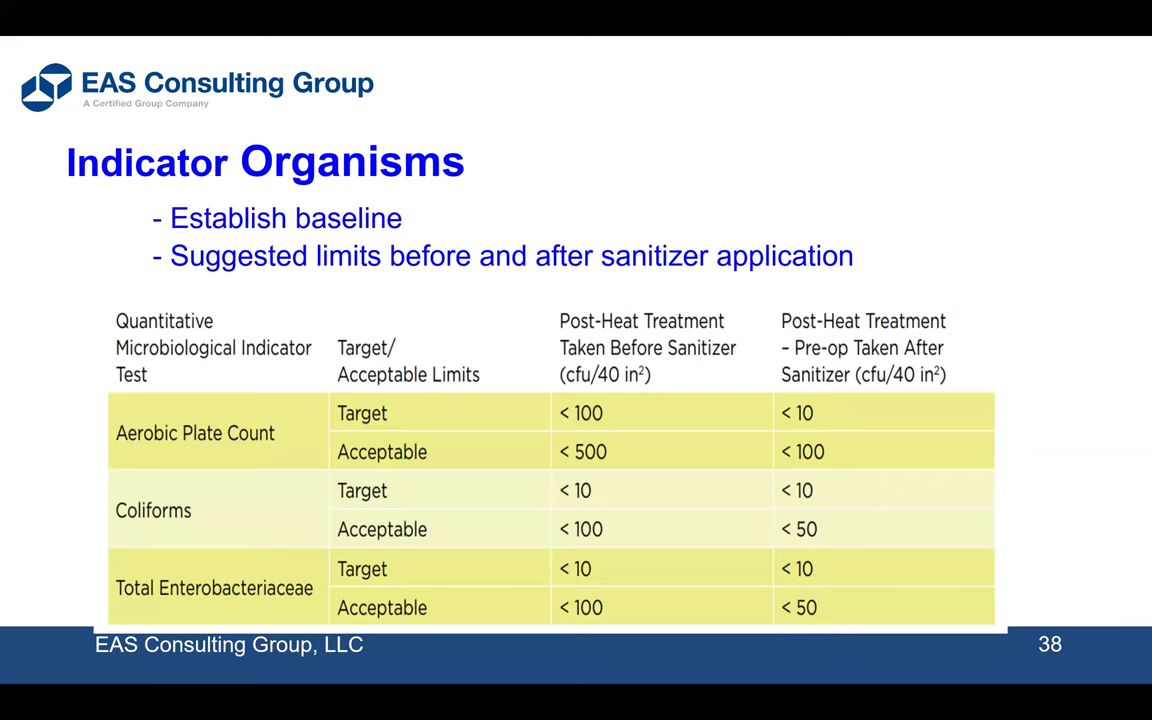 EAS Consulting Group
A Certified Group Company
Indicator Organisms
- Establish baseline
- Suggested limits before and after sanitizer application
Quantitative
Microbiological Indicator
Test
Target/
Acceptable Limits
Post-Heat Treatment
Taken Before Sanitizer
(cfu/40 in²)
Post-Heat Treatment
– Pre-op Taken After
Sanitizer (cfu/40 in²)
Aerobic Plate Count
Target
< 100
< 10
Acceptable
< 500
< 100
Coliforms
Target
< 10
< 10
Acceptable
< 100
< 50
Total Enterobacteriaceae
Target
< 10
< 10
Acceptable
< 100
< 50
EAS Consulting Group, LLC
38